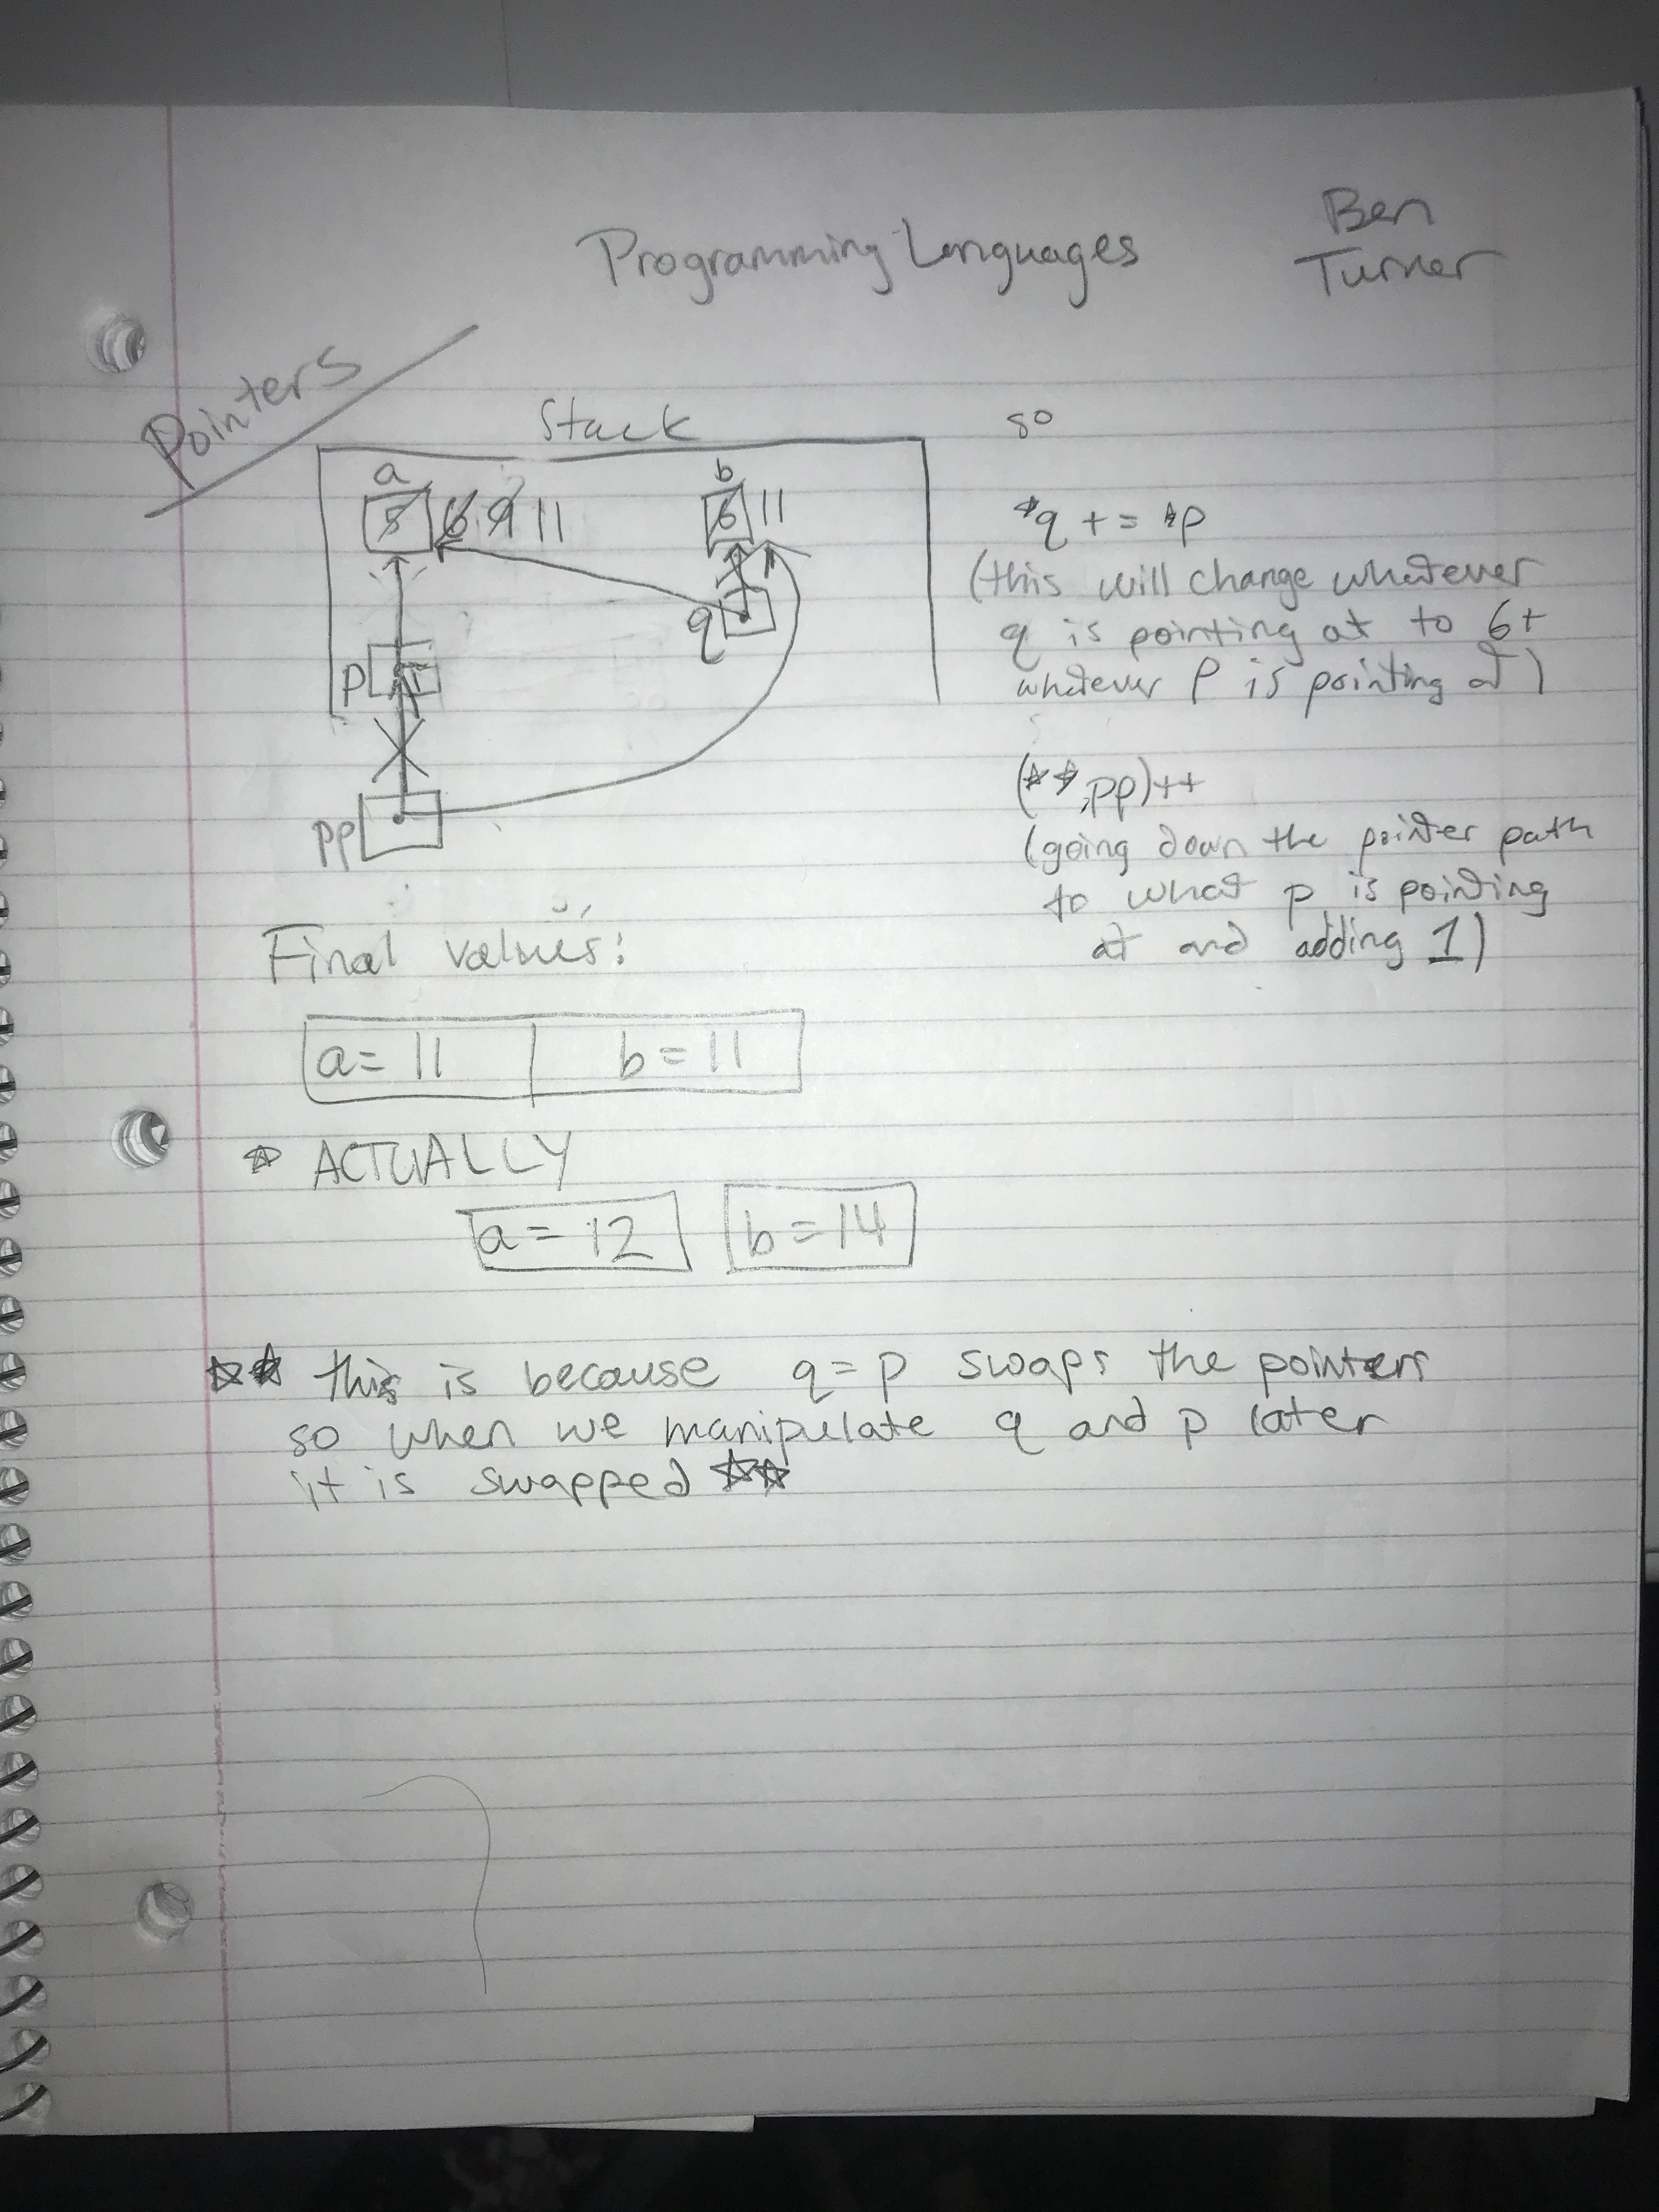 Programming Languages
Ben
Turner
Pointers
Stack
a
5 6 9 11
b
6 11
q
p
pp
so
*q += *p
(this will change whatever
q is pointing at to 6+
whatever p is pointing at)
(**pp)++
(going down the pointer path
to what p is pointing
at and adding 1)
Final values:
a = 11 | b = 11
* ACTUALLY
a = 12 b = 14
** this is because q = p swaps the pointers
so when we manipulate q and p later
it is swapped **